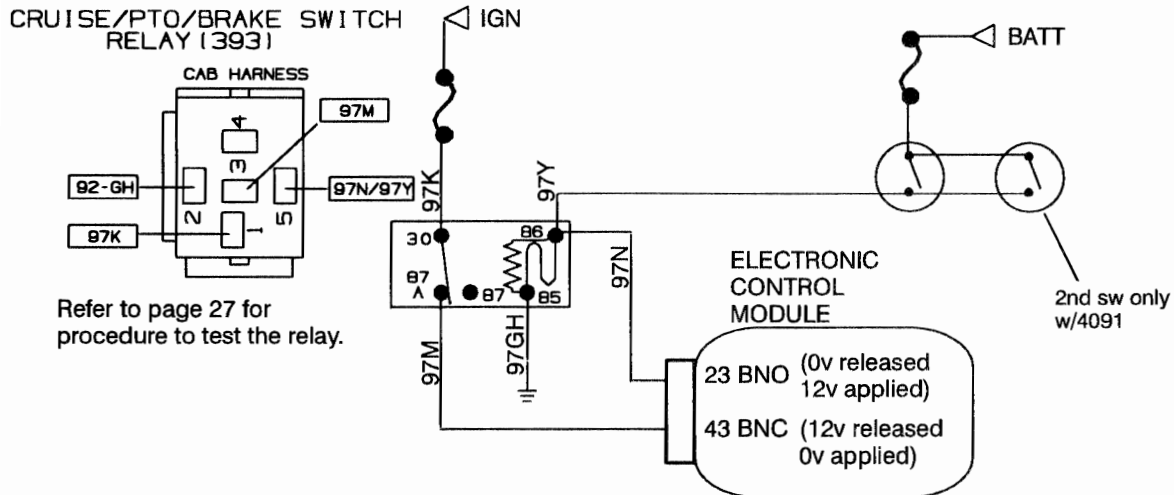 CRUISE/PTO/BRAKE SWITCH
RELAY (393)
CAB HARNESS
97M
4
3
92-GH
2
5
97N/97Y
97K
1
Refer to page 27 for
procedure to test the relay.
IGN
BATT
97K
97Y
30
86
87
A
87
85
97N
97M
97GH
ELECTRONIC
CONTROL
MODULE
23 BNO (0v released
12v applied)
43 BNC (12v released
0v applied)
2nd sw only
w/4091